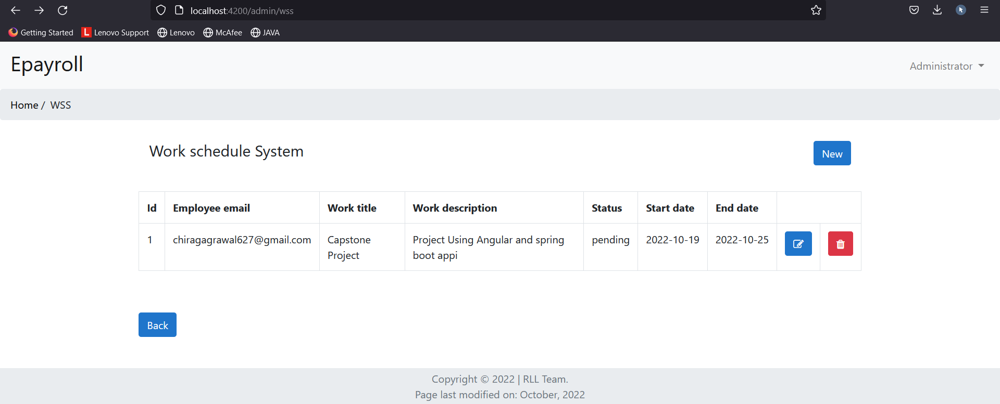 localhost:4200/admin/wss
Getting Started Lenovo Support Lenovo McAfee JAVA
Epayroll
Administrator
Home / WSS
Work schedule System
New
Id Employee email Work title Work description Status Start date End date
1 chiragagrawal627@gmail.com Capstone Project Using Angular and spring pending 2022-10-19 2022-10-25
Project boot appi
Back
Copyright © 2022 | RLL Team.
Page last modified on: October, 2022